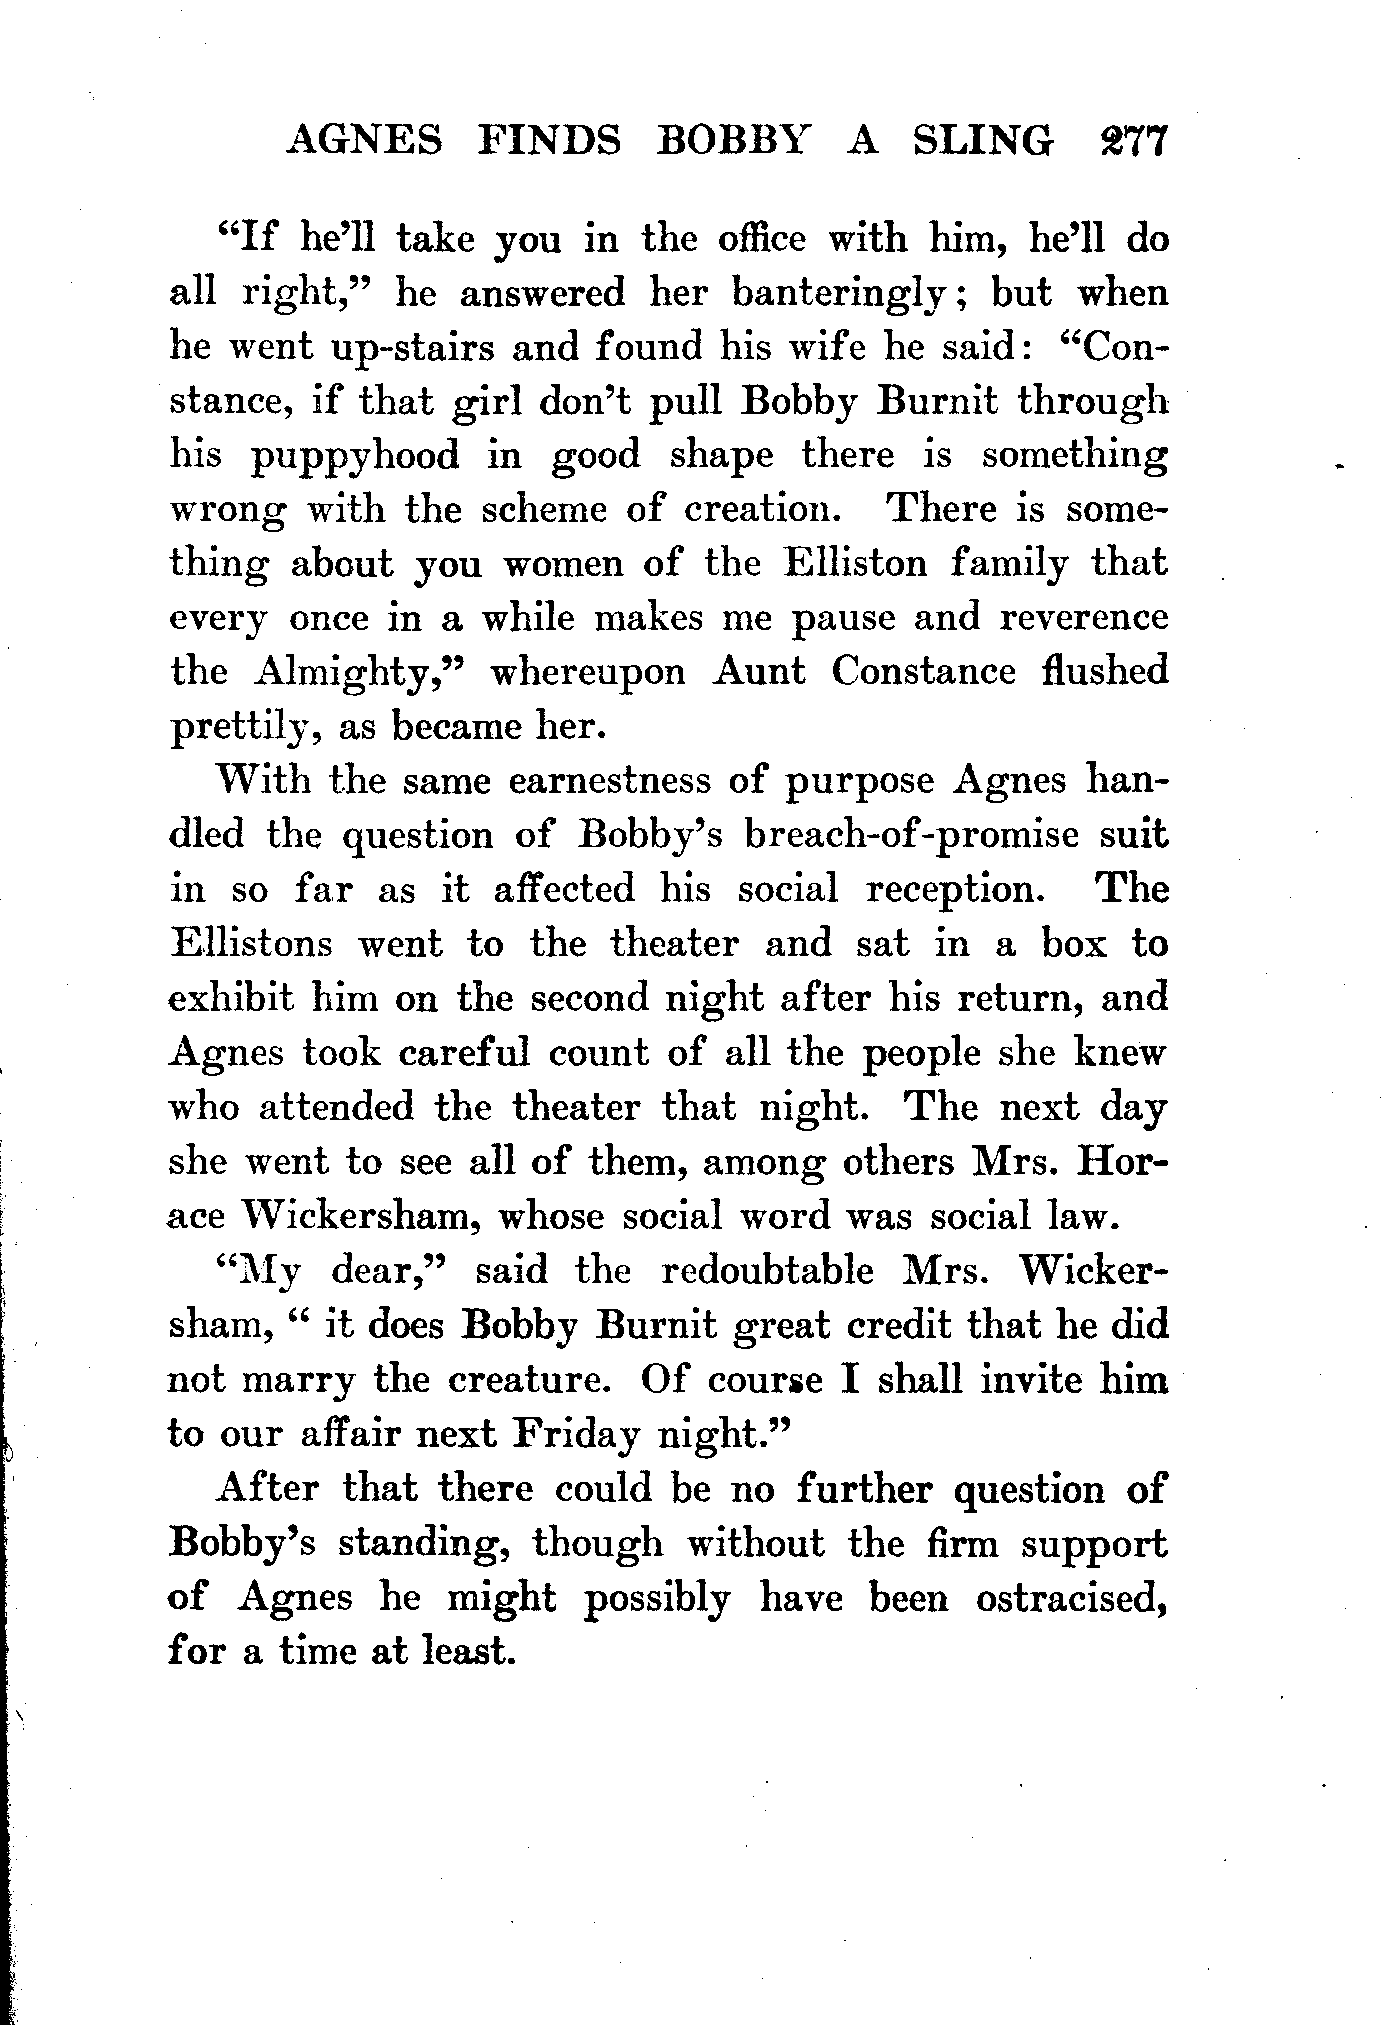 AGNES FINDS BOBBY A SLING 277
“If he’ll take you in the office with him, he’ll do
all right,” he answered her banteringly; but when
he went up-stairs and found his wife he said: “Con-
stance, if that girl don’t pull Bobby Burnit through
his puppyhood in good shape there is something
wrong with the scheme of creation. There is some-
thing about you women of the Elliston family that
every once in a while makes me pause and reverence
the Almighty,” whereupon Aunt Constance flushed
prettily, as became her.
With the same earnestness of purpose Agnes han-
dled the question of Bobby’s breach-of-promise suit
in so far as it affected his social reception. The
Ellistons went to the theater and sat in a box to
exhibit him on the second night after his return, and
Agnes took careful count of all the people she knew
who attended the theater that night. The next day
she went to see all of them, among others Mrs. Hor-
ace Wickersham, whose social word was social law.
“My dear,” said the redoubtable Mrs. Wicker-
sham, “ it does Bobby Burnit great credit that he did
not marry the creature. Of course I shall invite him
to our affair next Friday night.”
After that there could be no further question of
Bobby’s standing, though without the firm support
of Agnes he might possibly have been ostracised,
for a time at least.